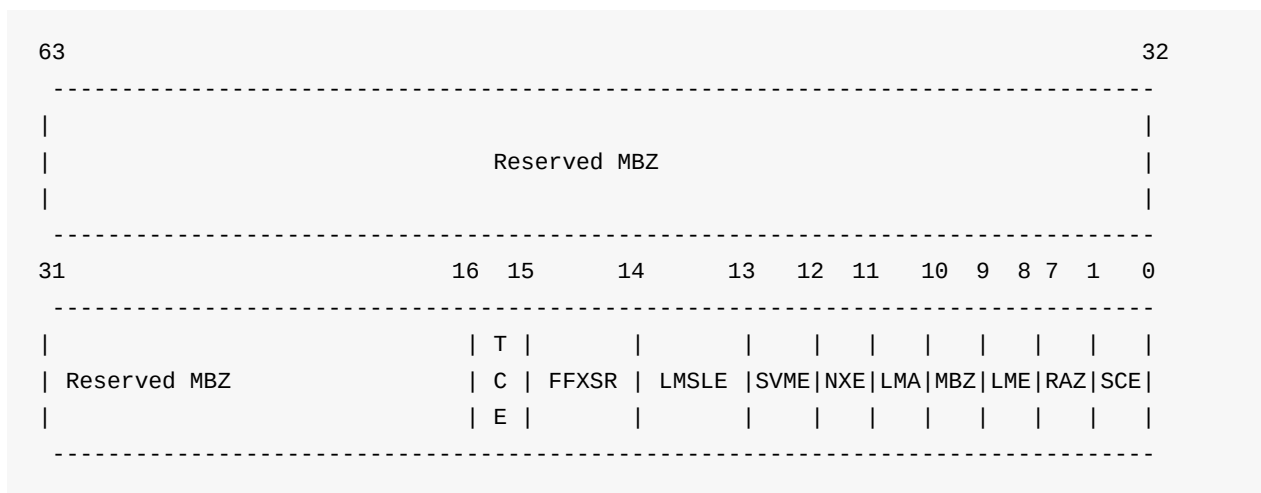 63                                                                              32
 --------------------------------------------------------------------------------
|                                                                               |
|                                Reserved MBZ                                   |
|                                                                               |
 --------------------------------------------------------------------------------
31                            16  15      14      13   12  11   10  9  8 7  1   0
 --------------------------------------------------------------------------------
|                              | T |       |       |    |   |   |   |   |   |   |
| Reserved MBZ                 | C | FFXSR | LMSLE |SVME|NXE|LMA|MBZ|LME|RAZ|SCE|
|                              | E |       |       |    |   |   |   |   |   |   |
 --------------------------------------------------------------------------------